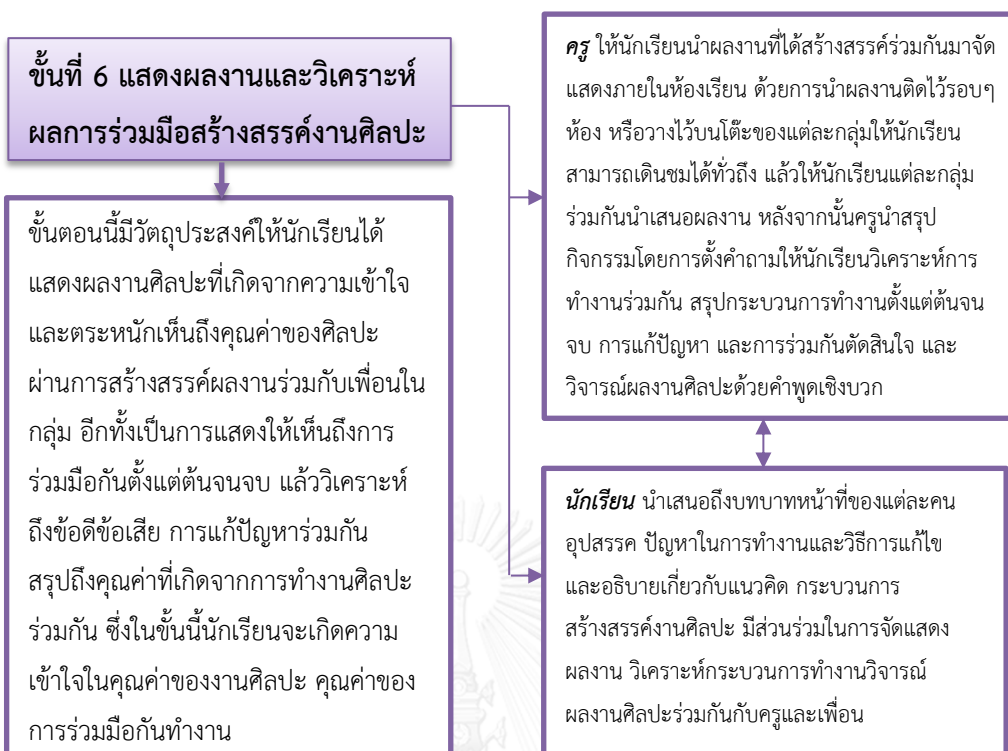 ขั้นที่ 6 แสดงผลงานและวิเคราะห์
ผลการร่วมมือสร้างสรรค์งานศิลปะ
ขั้นตอนนี้มีวัตถุประสงค์ให้นักเรียนได้
แสดงผลงานศิลปะที่เกิดจากความเข้าใจ
และตระหนักเห็นถึงคุณค่าของศิลปะ
ผ่านการสร้างสรรค์ผลงานร่วมกับเพื่อนใน
กลุ่ม อีกทั้งเป็นการแสดงให้เห็นถึงการ
ร่วมมือกันตั้งแต่ต้นจนจบ แล้ววิเคราะห์
ถึงข้อดีข้อเสีย การแก้ปัญหาร่วมกัน
สรุปถึงคุณค่าที่เกิดจากการทำงานศิลปะ
ร่วมกัน ซึ่งในขั้นนี้นักเรียนจะเกิดความ
เข้าใจในคุณค่าของงานศิลปะ คุณค่าของ
การร่วมมือกันทำงาน
ครู ให้นักเรียนนำผลงานที่ได้สร้างสรรค์ร่วมกันมาจัด
แสดงภายในห้องเรียน ด้วยการนำผลงานติดไว้รอบๆ
ห้อง หรือวางไว้บนโต๊ะของแต่ละกลุ่มให้นักเรียน
สามารถเดินชมได้ทั่วถึง แล้วให้นักเรียนแต่ละกลุ่ม
ร่วมกันนำเสนอผลงาน หลังจากนั้นครูนำสรุป
กิจกรรมโดยการตั้งคำถามให้นักเรียนวิเคราะห์การ
ทำงานร่วมกัน สรุปกระบวนการทำงานตั้งแต่ต้นจน
จบ การแก้ปัญหา และการร่วมกันตัดสินใจ และ
วิจารณ์ผลงานศิลปะด้วยคำพูดเชิงบวก
นักเรียน นำเสนอถึงบทบาทหน้าที่ของแต่ละคน
อุปสรรค ปัญหาในการทำงานและวิธีการแก้ไข
และอธิบายเกี่ยวกับแนวคิด กระบวนการ
สร้างสรรค์งานศิลปะ มีส่วนร่วมในการจัดแสดง
ผลงาน วิเคราะห์กระบวนการทำงานวิจารณ์
ผลงานศิลปะร่วมกันกับครูและเพื่อน